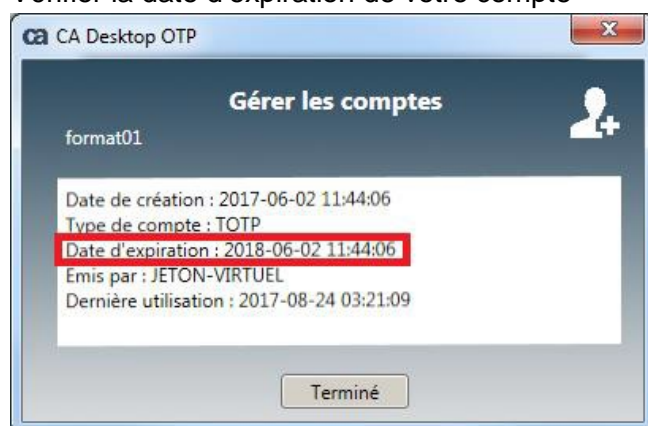 Vérifier la date d'expiration de votre compte
ca CA Desktop OTP
Gérer les comptes
format01
Date de création : 2017-06-02 11:44:06
Type de compte : TOTP
Date d'expiration : 2018-06-02 11:44:06
Emis par : JETON-VIRTUEL
Dernière utilisation : 2017-08-24 03:21:09
Terminé